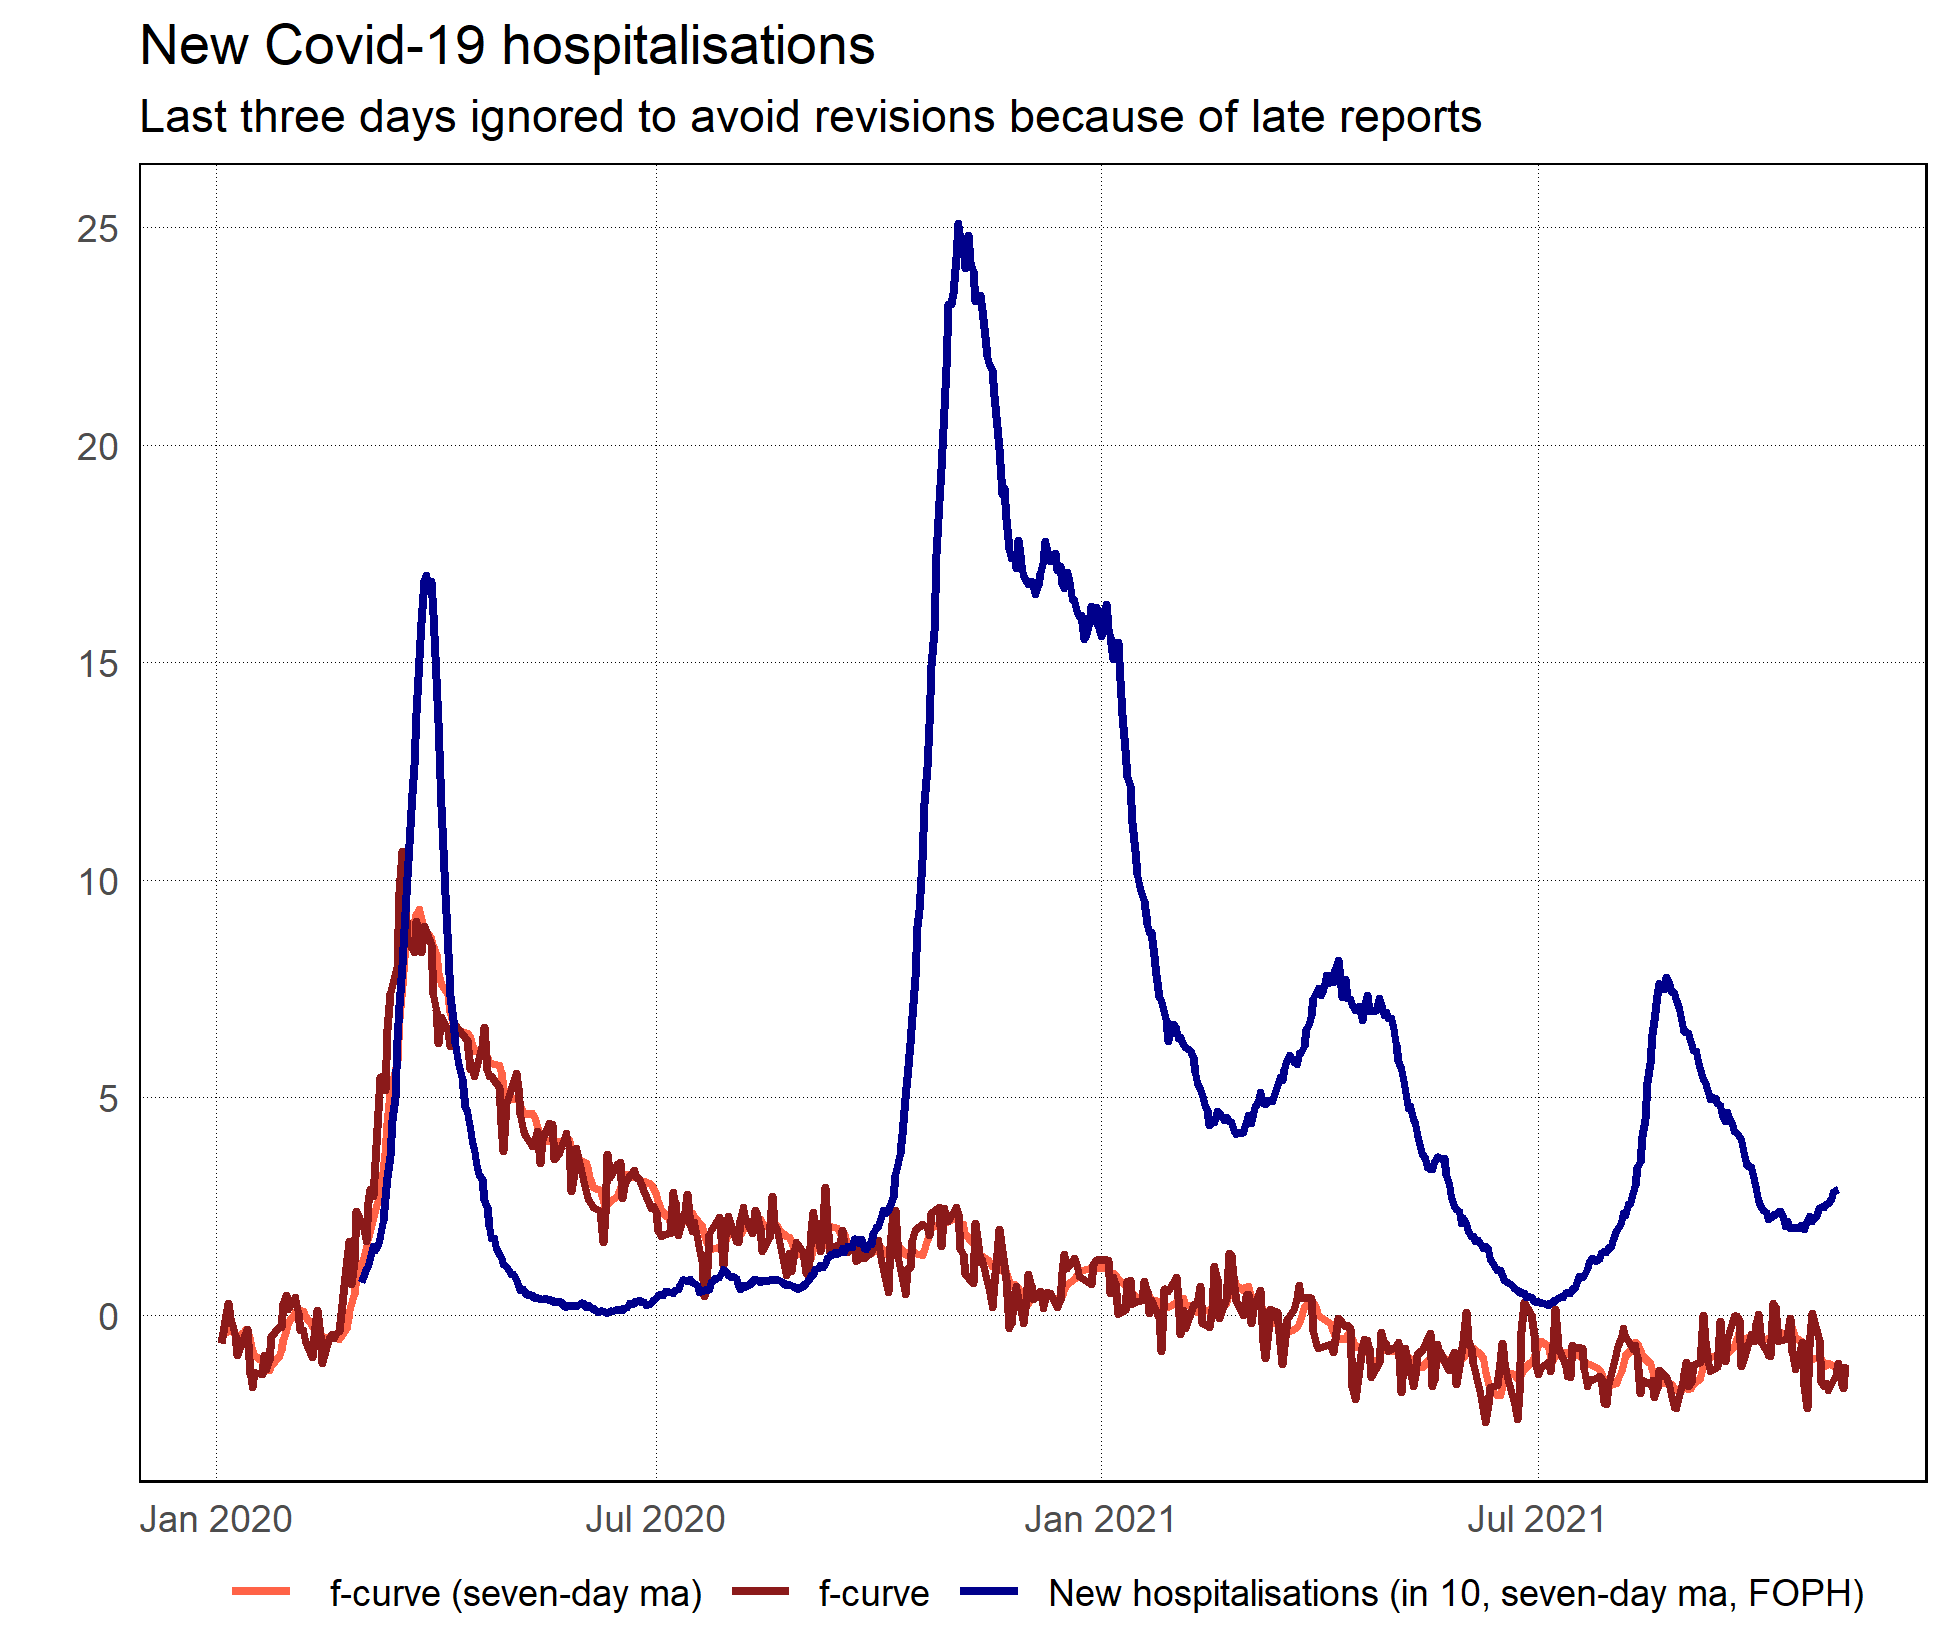 New Covid-19 hospitalisations
Last three days ignored to avoid revisions because of late reports
25
20
15
10
5
0
Jan 2020 Jul 2020 Jan 2021 Jul 2021
f-curve (seven-day ma) f-curve New hospitalisations (in 10, seven-day ma, FOPH)